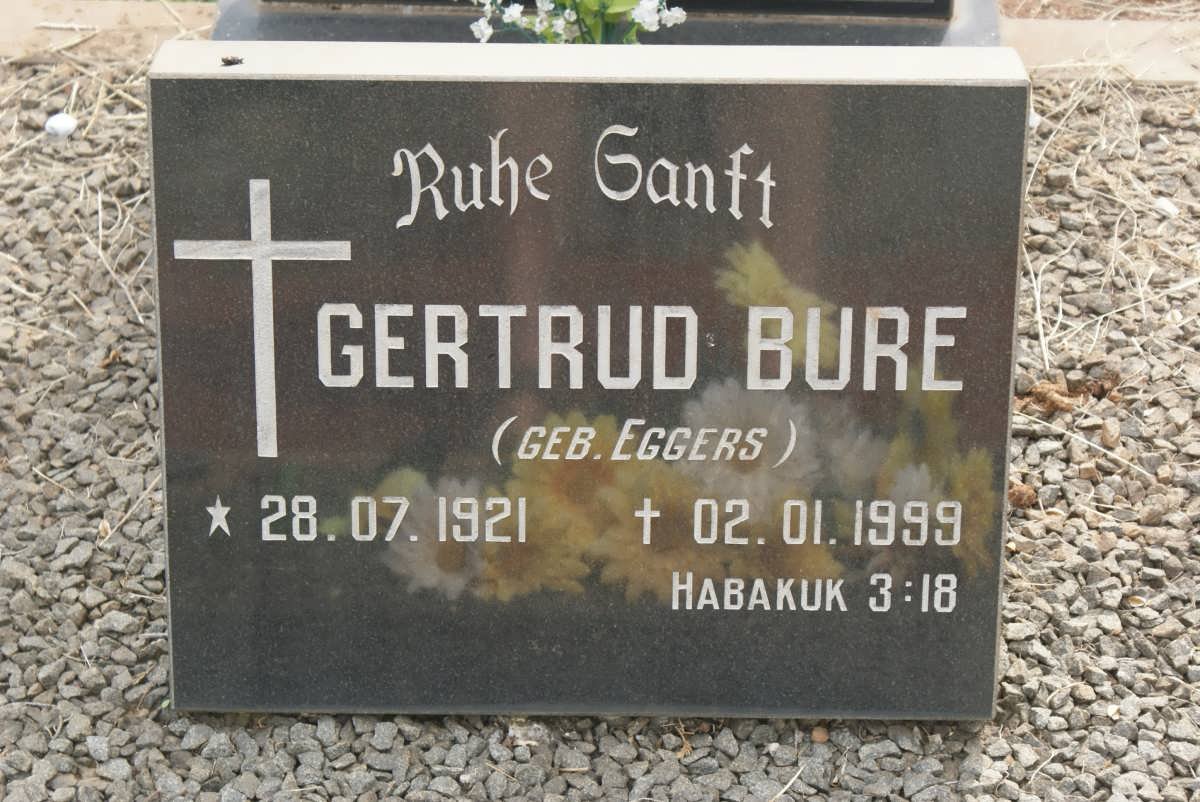 Ruhe Sanft
GERTRUD BURE
(GEB. EGGERS)
★ 28.07.1921 † 02.01.1999
HABAKUK 3:18